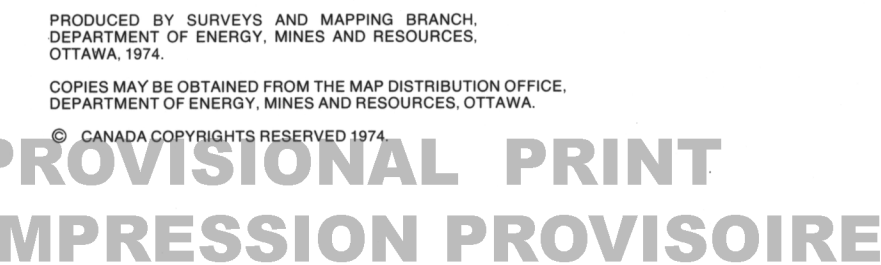 PRODUCED BY SURVEYS AND MAPPING BRANCH,
DEPARTMENT OF ENERGY, MINES AND RESOURCES,
OTTAWA, 1974.
COPIES MAY BE OBTAINED FROM THE MAP DISTRIBUTION OFFICE,
DEPARTMENT OF ENERGY, MINES AND RESOURCES, OTTAWA.
© CANADA COPYRIGHTS RESERVED 1974.
PROVISIONAL PRINT
MPRESSION PROVISOIRE